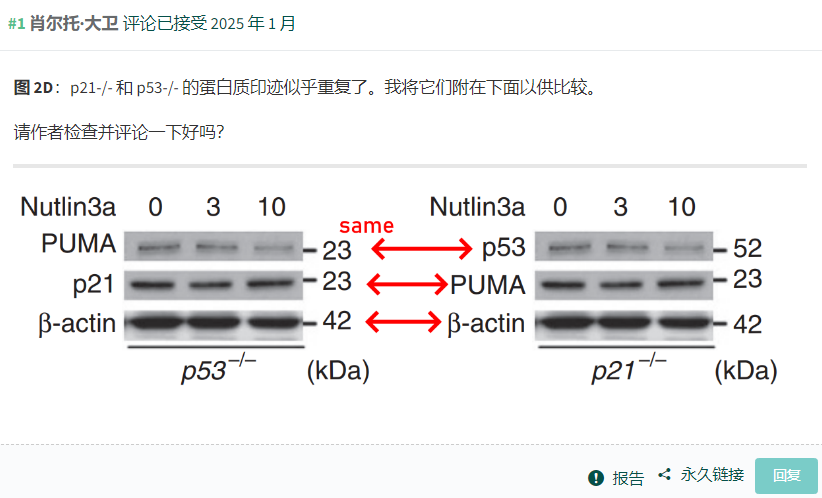 #1 肖尔托·大卫 评论已接受 2025 年 1 月
图 2D：p21-/- 和 p53-/- 的蛋白质印迹似乎重复了。我将它们附在下面以供比较。
请作者检查并评论一下好吗？
Nutlin3a 0 3 10 Nutlin3a 0 3 10
same
PUMA 23 p53 52
p21 23 PUMA 23
β-actin 42 β-actin 42
p53−/− (kDa) p21−/− (kDa)
报告 永久链接 回复